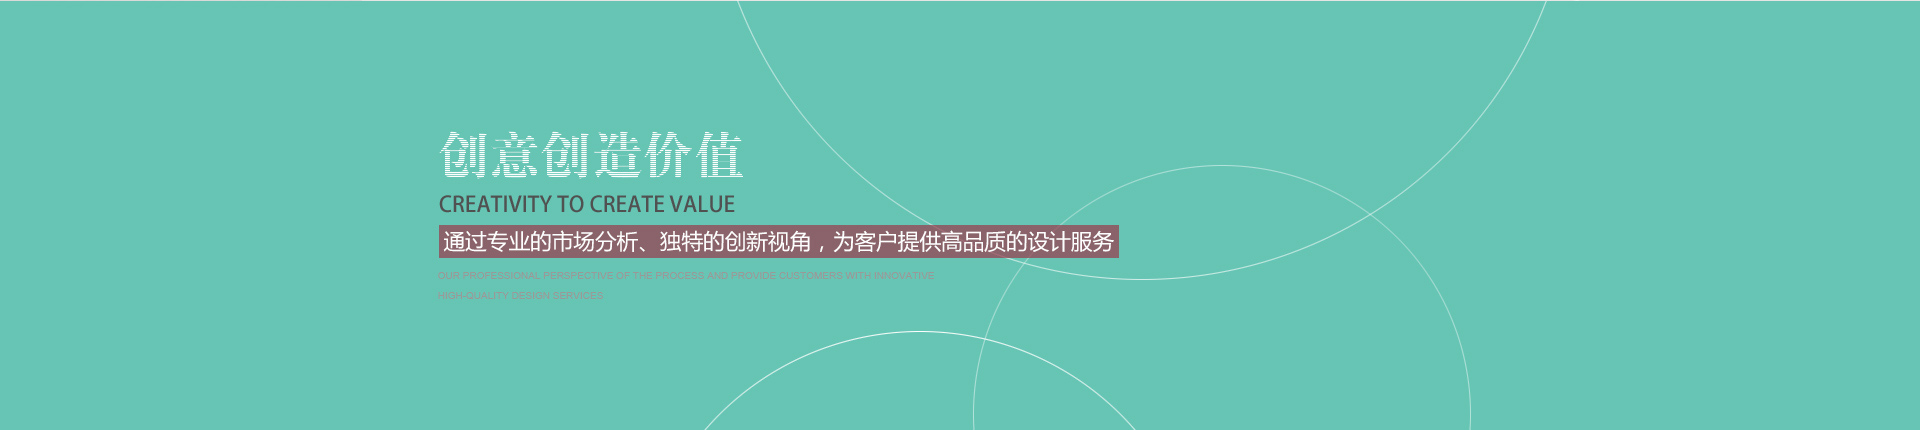 创意创造价值
CREATIVITY TO CREATE VALUE
通过专业的市场分析、独特的创新视角，为客户提供高品质的设计服务
OUR PROFESSIONAL PERSPECTIVE OF THE PROCESS AND PROVIDE CUSTOMERS WITH INNOVATIVE
HIGH-QUALITY DESIGN SERVICES